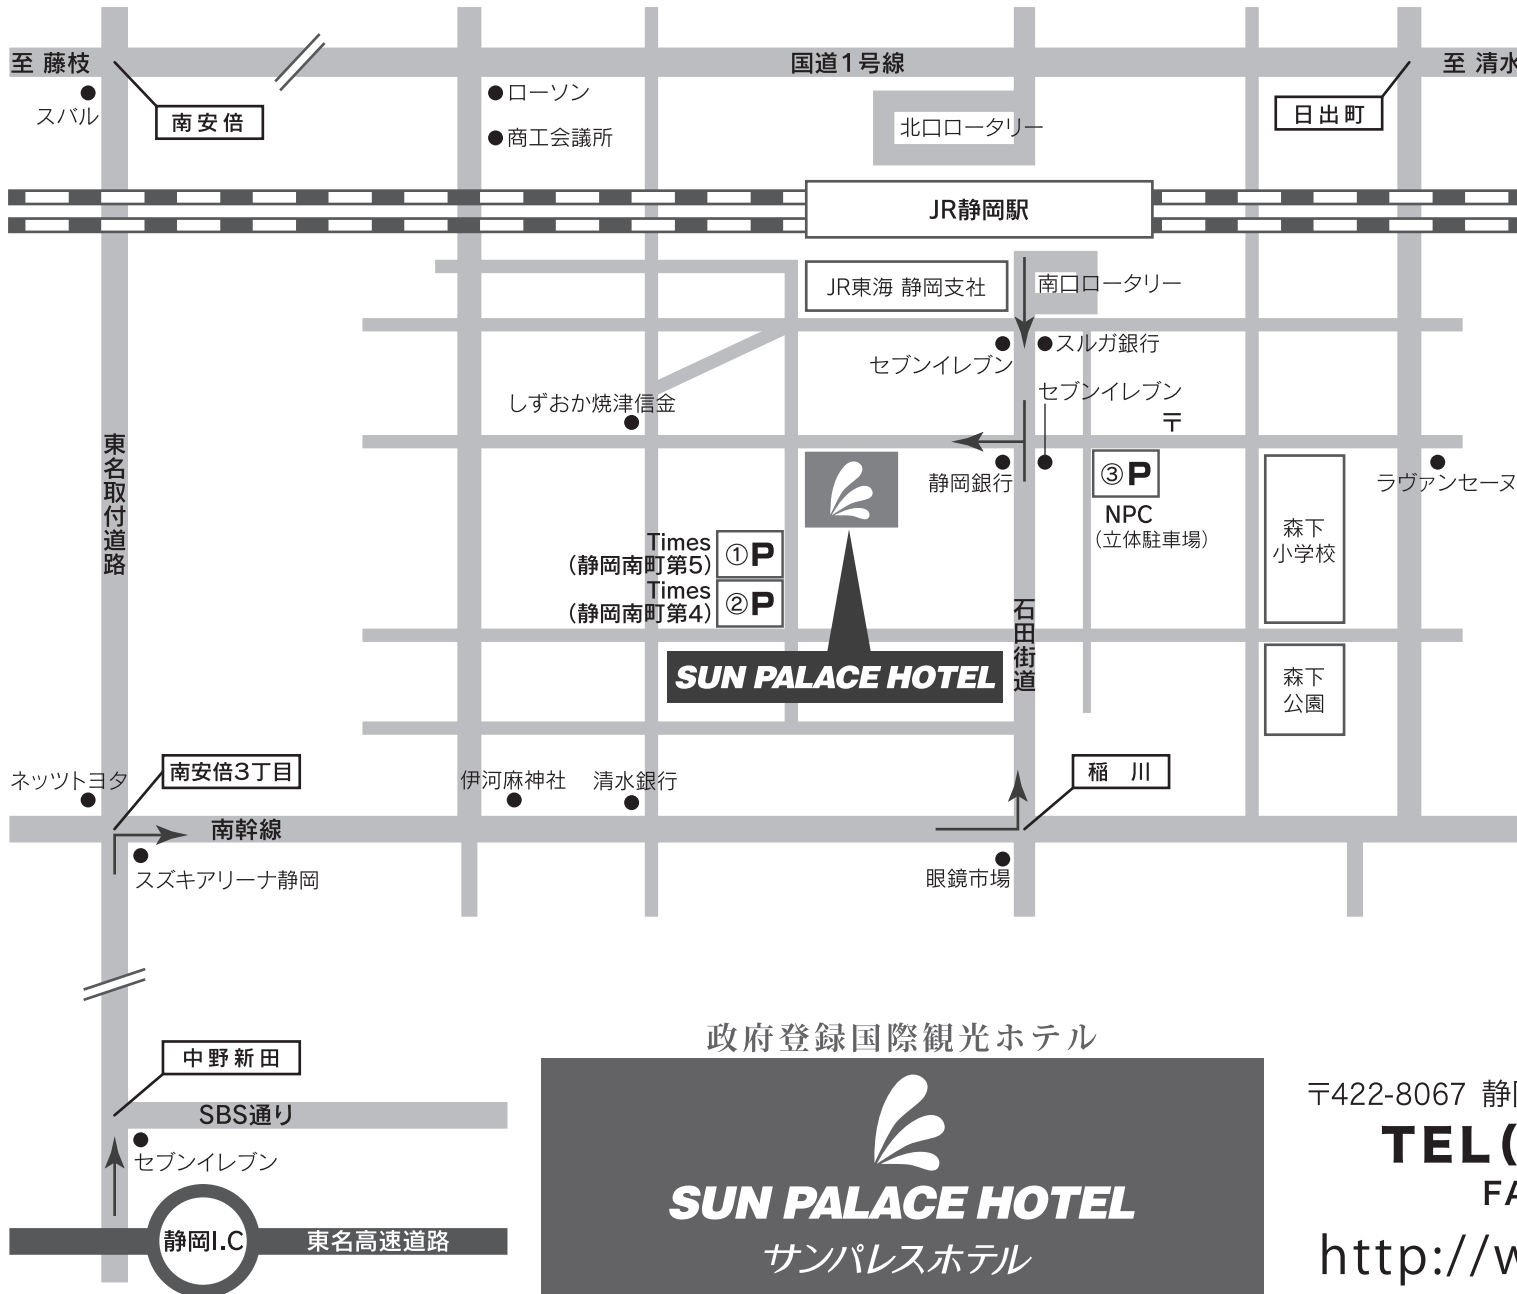 至 藤枝
国道1号線
至 清水
スバル
南安倍
ローソン
商工会議所
北口ロータリー
日出町
JR静岡駅
JR東海 静岡支社
南口ロータリー
セブンイレブン
スルガ銀行
しずおか焼津信金
セブンイレブン
〒
東名取付道路
静岡銀行
③P
NPC
(立体駐車場)
森下
小学校
ラヴァンセーヌ
Times
(静岡南町第5)
①P
Times
(静岡南町第4)
②P
石田街道
SUN PALACE HOTEL
森下
公園
ネッツトヨタ
南安倍3丁目
伊河麻神社
清水銀行
稲 川
南幹線
スズキアリーナ静岡
眼鏡市場
中野新田
SBS通り
セブンイレブン
静岡I.C
東名高速道路
政府登録国際観光ホテル
SUN PALACE HOTEL
サンパレスホテル
〒422-8067 静
TEL(
FA
http://w